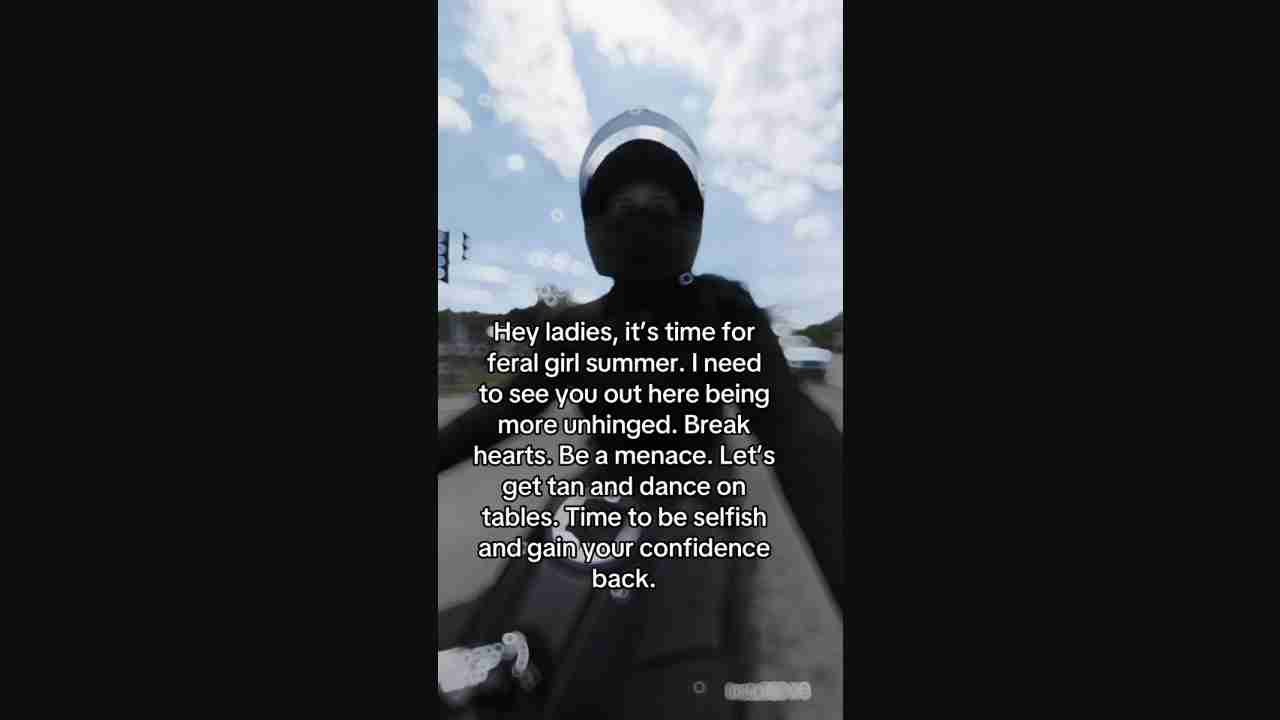 Hey ladies, it’s time for
feral girl summer. I need
to see you out here being
more unhinged. Break
hearts. Be a menace. Let’s
get tan and dance on
tables. Time to be selfish
and gain your confidence
back.